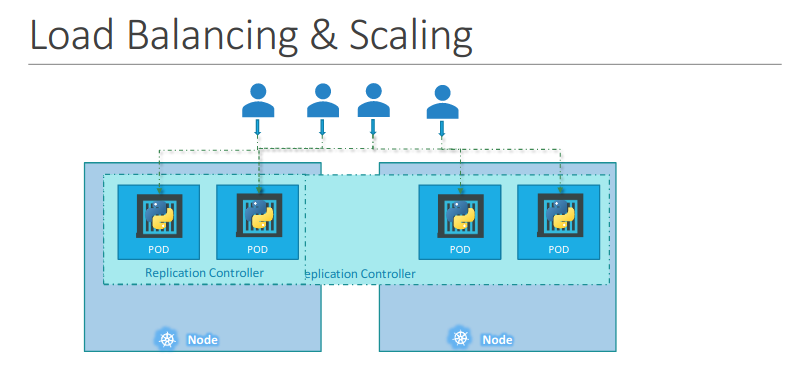 Load Balancing & Scaling
POD
POD
POD
POD
Replication Controller
eplication Controller
Node
Node